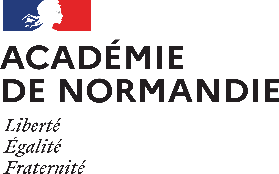 ACADÉMIE
DE NORMANDIE
Liberté
Égalité
Fraternité